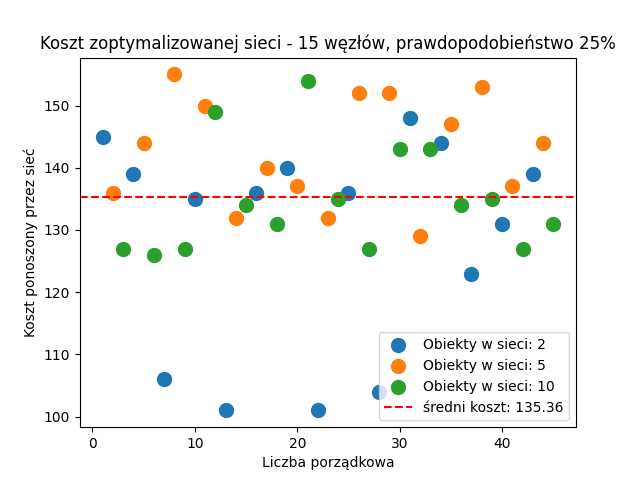 Koszt zoptymalizowanej sieci - 15 węzłów, prawdopodobieństwo 25%
Koszt ponoszony przez sieć
150
140
130
120
110
100
Obiekty w sieci: 2
Obiekty w sieci: 5
Obiekty w sieci: 10
średni koszt: 135.36
0 10 20 30 40
Liczba porządkowa